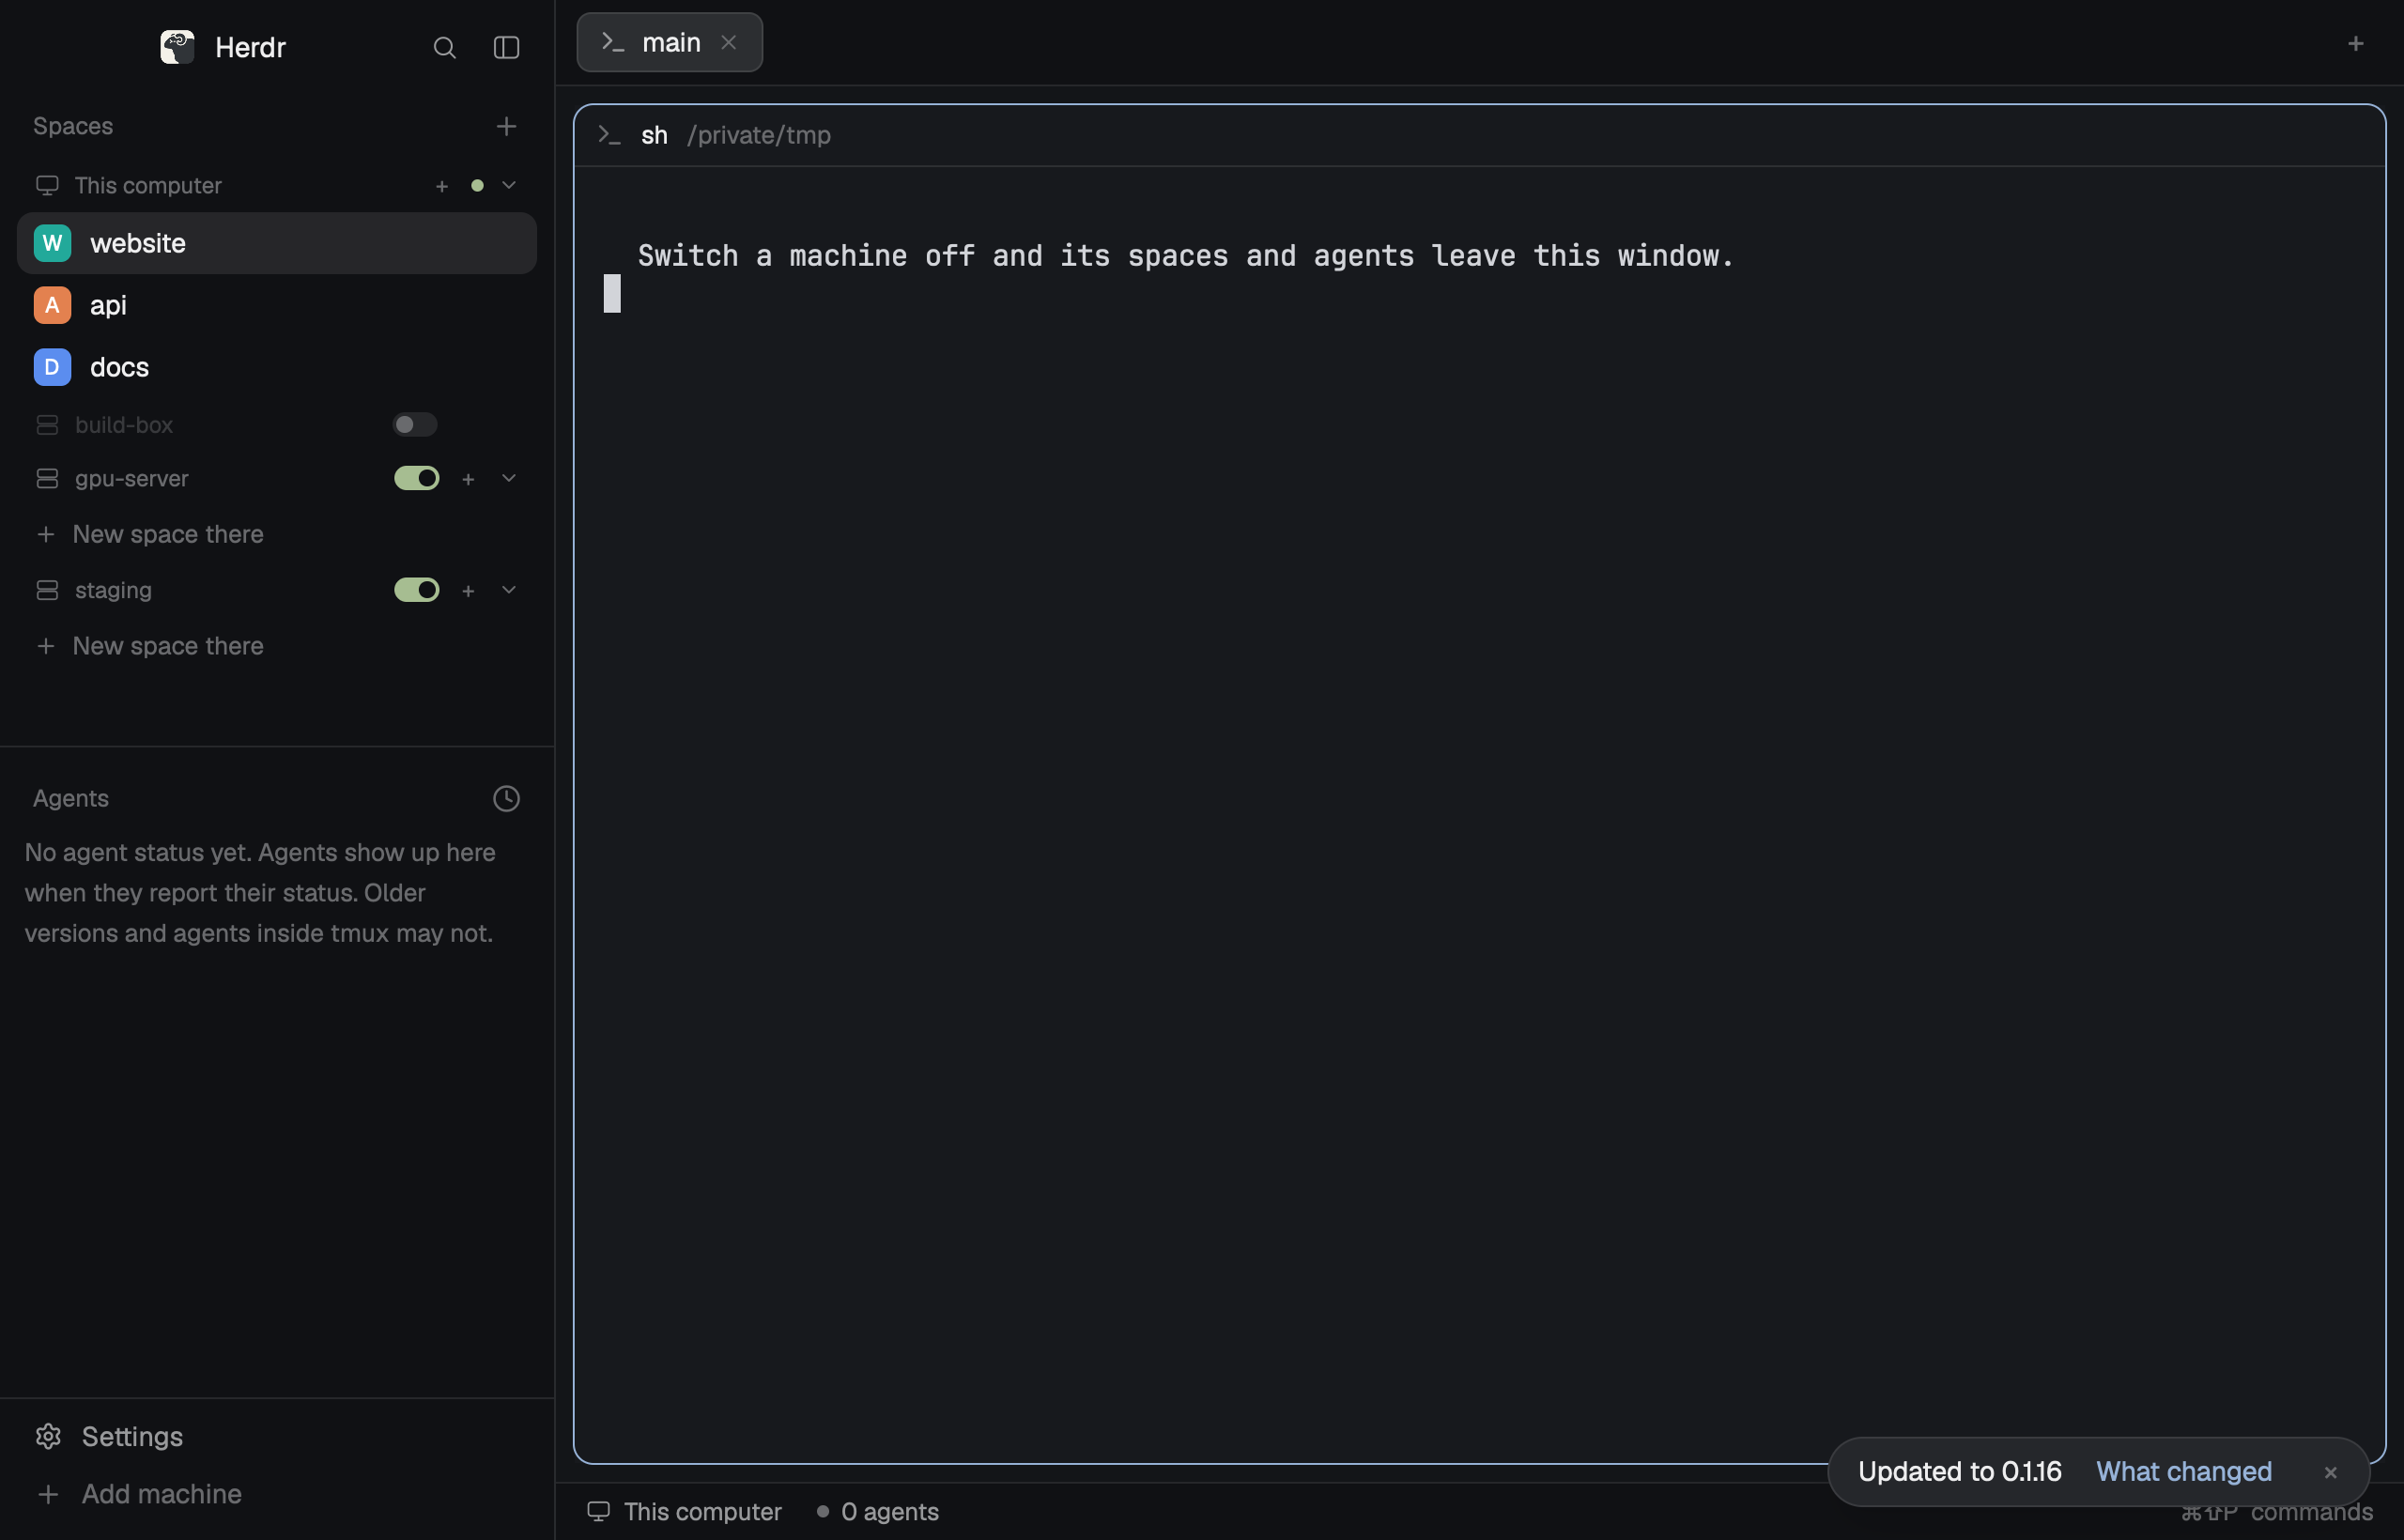 Herdr
Spaces
This computer
W website
A api
D docs
build-box
gpu-server
New space there
staging
New space there
Agents
No agent status yet. Agents show up here
when they report their status. Older
versions and agents inside tmux may not.
Settings
Add machine
main
sh /private/tmp
Switch a machine off and its spaces and agents leave this window.
Updated to 0.1.16 What changed
This computer 0 agents
⌘⇧P commands